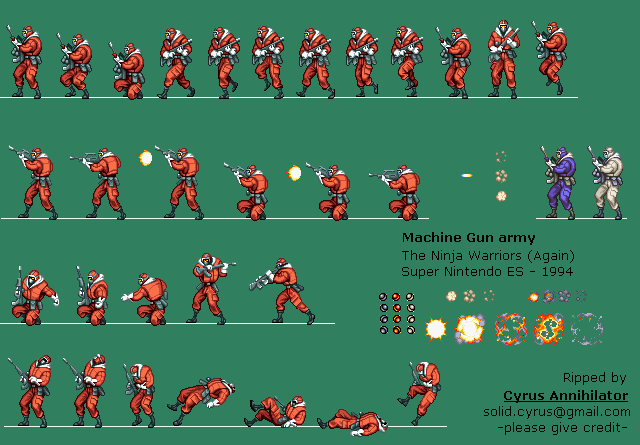 Machine Gun army
The Ninja Warriors (Again)
Super Nintendo ES - 1994
Ripped by
Cyrus Annihilator
solid.cyrus@gmail.com
-please give credit-